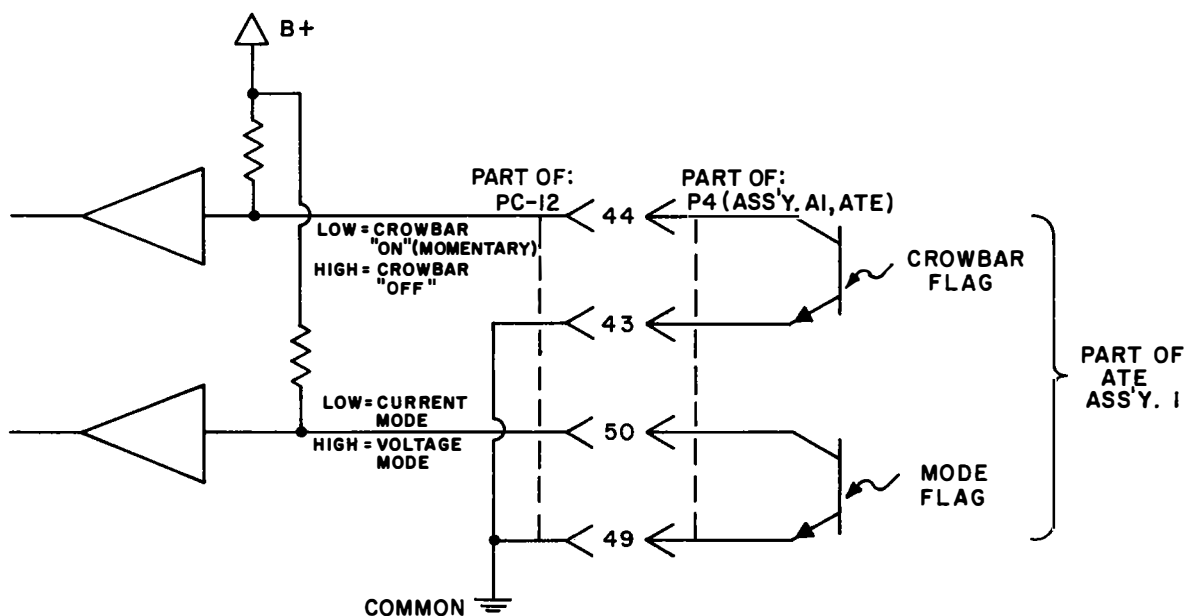 B+
PART OF:
PC-12
44
PART OF:
P4 (ASS'Y. A1, ATE)
LOW = CROWBAR
"ON" (MOMENTARY)
HIGH = CROWBAR
"OFF"
CROWBAR
FLAG
43
PART OF
ATE
ASS'Y. 1
LOW = CURRENT
MODE
HIGH = VOLTAGE
MODE
50
MODE
FLAG
49
COMMON